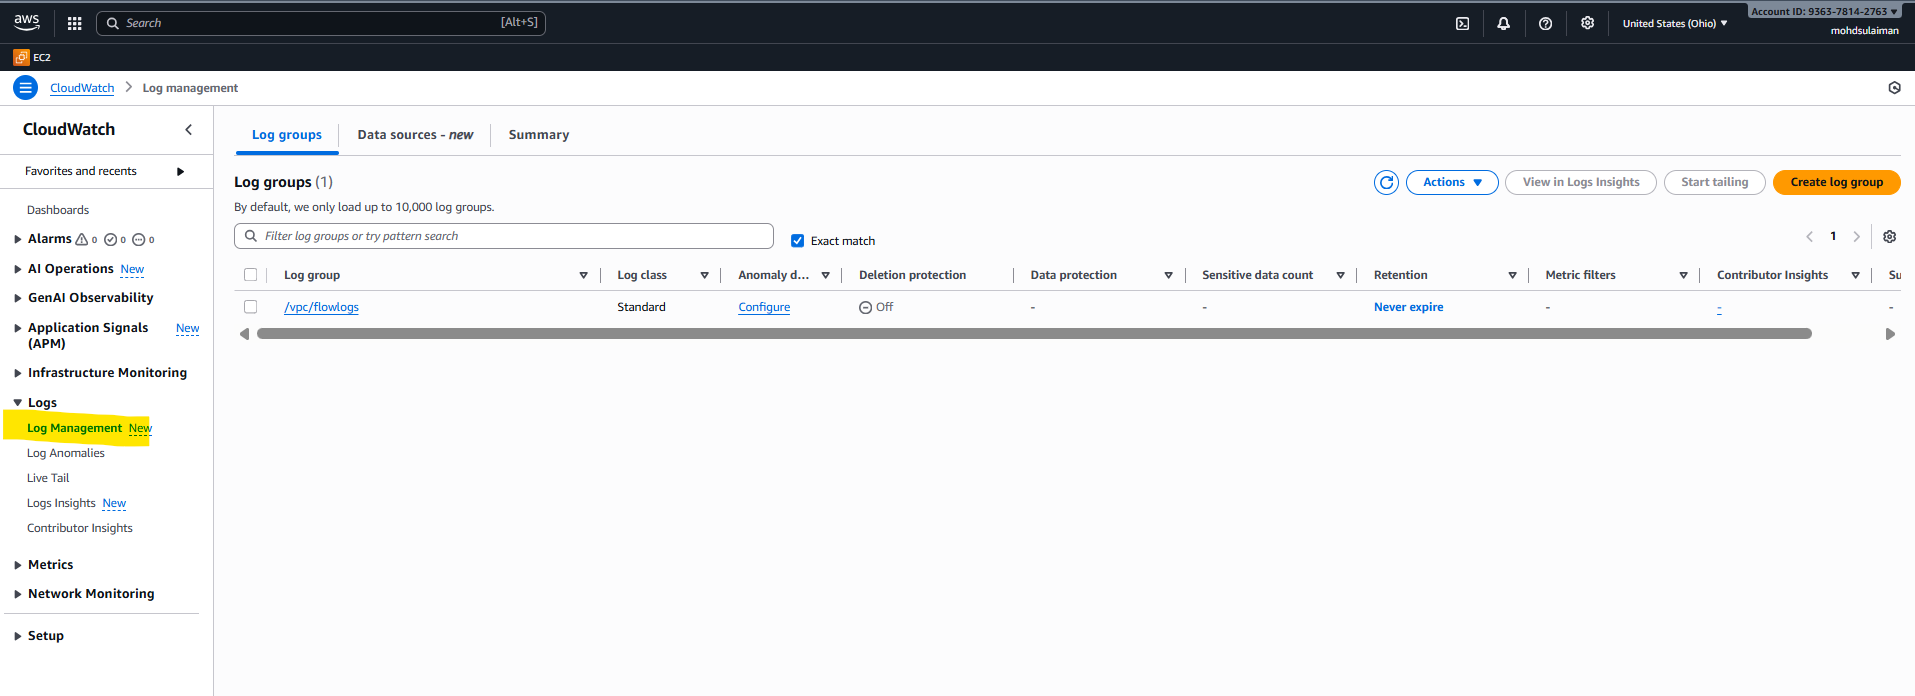 aws
Search [Alt+S]
United States (Ohio)
Account ID: 9363-7814-2763
mohdsulaiman
EC2
CloudWatch > Log management
CloudWatch
Favorites and recents
Dashboards
Alarms 0 0 0
AI Operations New
GenAI Observability
Application Signals New
(APM)
Infrastructure Monitoring
Logs
Log Management New
Log Anomalies
Live Tail
Logs Insights New
Contributor Insights
Metrics
Network Monitoring
Setup
Log groups Data sources - new Summary
Log groups (1)
Actions View in Logs Insights Start tailing Create log group
By default, we only load up to 10,000 log groups.
Filter log groups or try pattern search Exact match
1
Log group Log class Anomaly d... Deletion protection Data protection Sensitive data count Retention Metric filters Contributor Insights Su
/vpc/flowlogs Standard Configure Off - - Never expire - - -